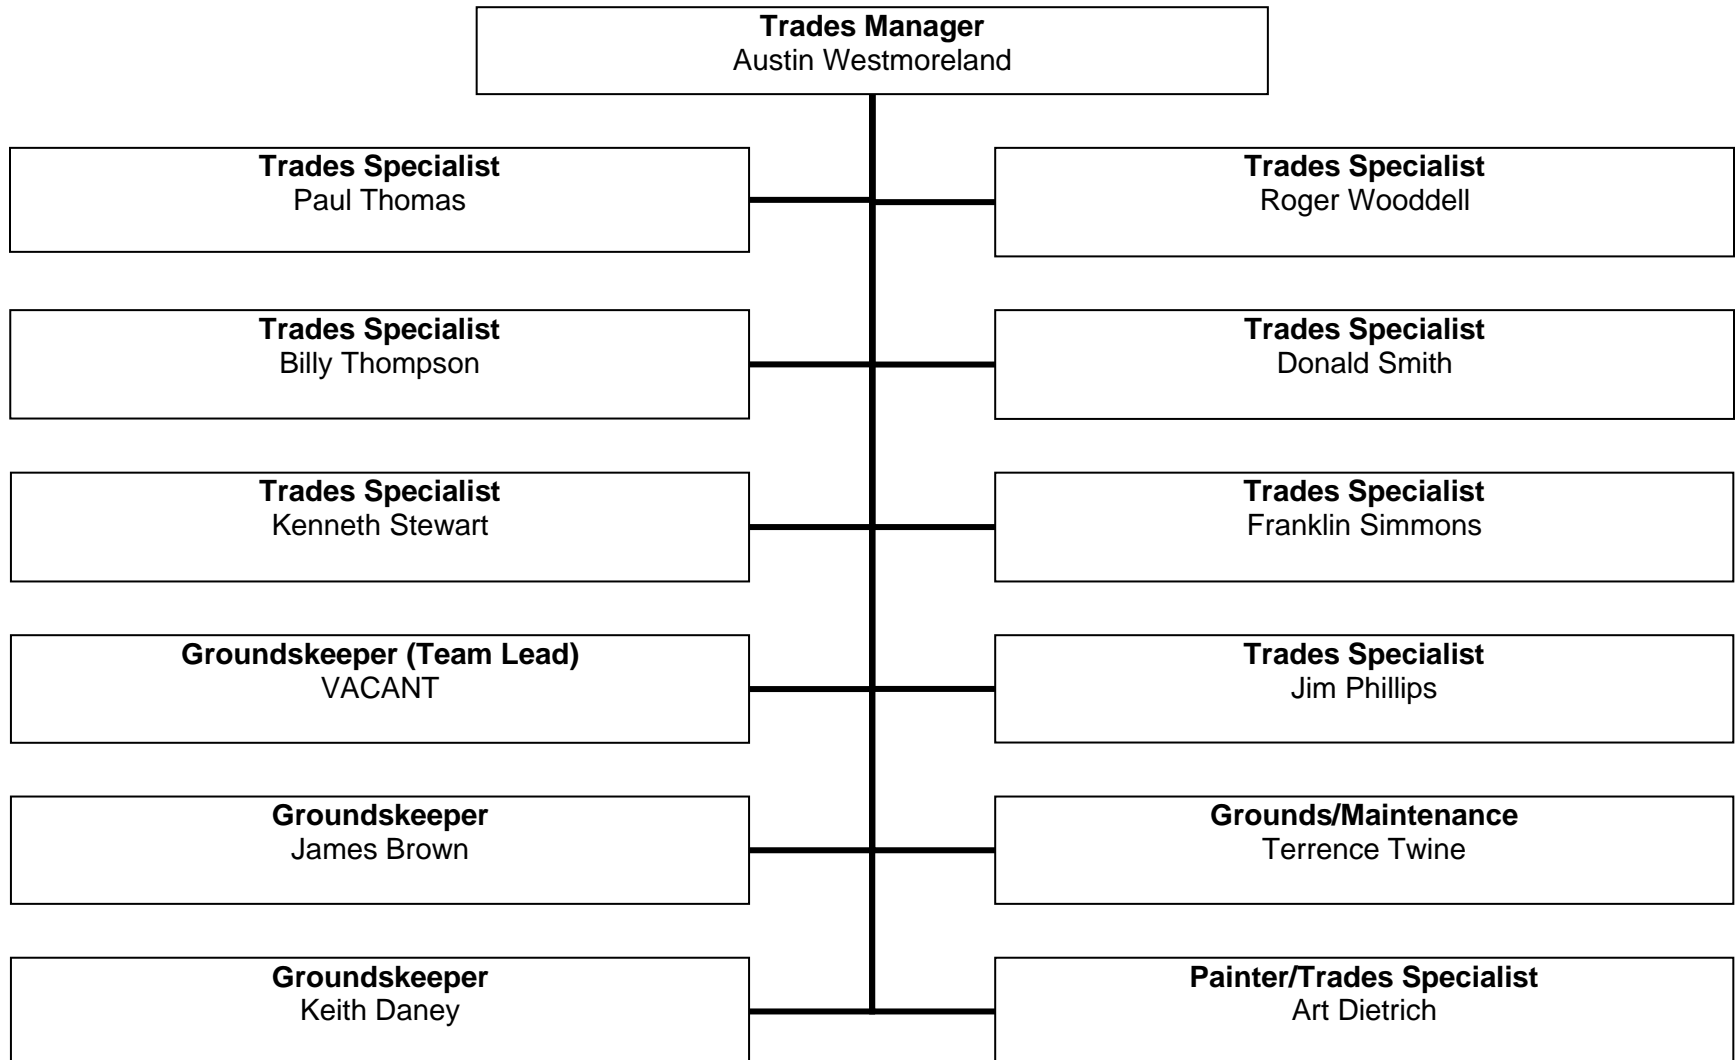 Trades Manager
Austin Westmoreland
Trades Specialist
Paul Thomas
Trades Specialist
Roger Wooddell
Trades Specialist
Billy Thompson
Trades Specialist
Donald Smith
Trades Specialist
Kenneth Stewart
Trades Specialist
Franklin Simmons
Groundskeeper (Team Lead)
VACANT
Trades Specialist
Jim Phillips
Groundskeeper
James Brown
Grounds/Maintenance
Terrence Twine
Groundskeeper
Keith Daney
Painter/Trades Specialist
Art Dietrich